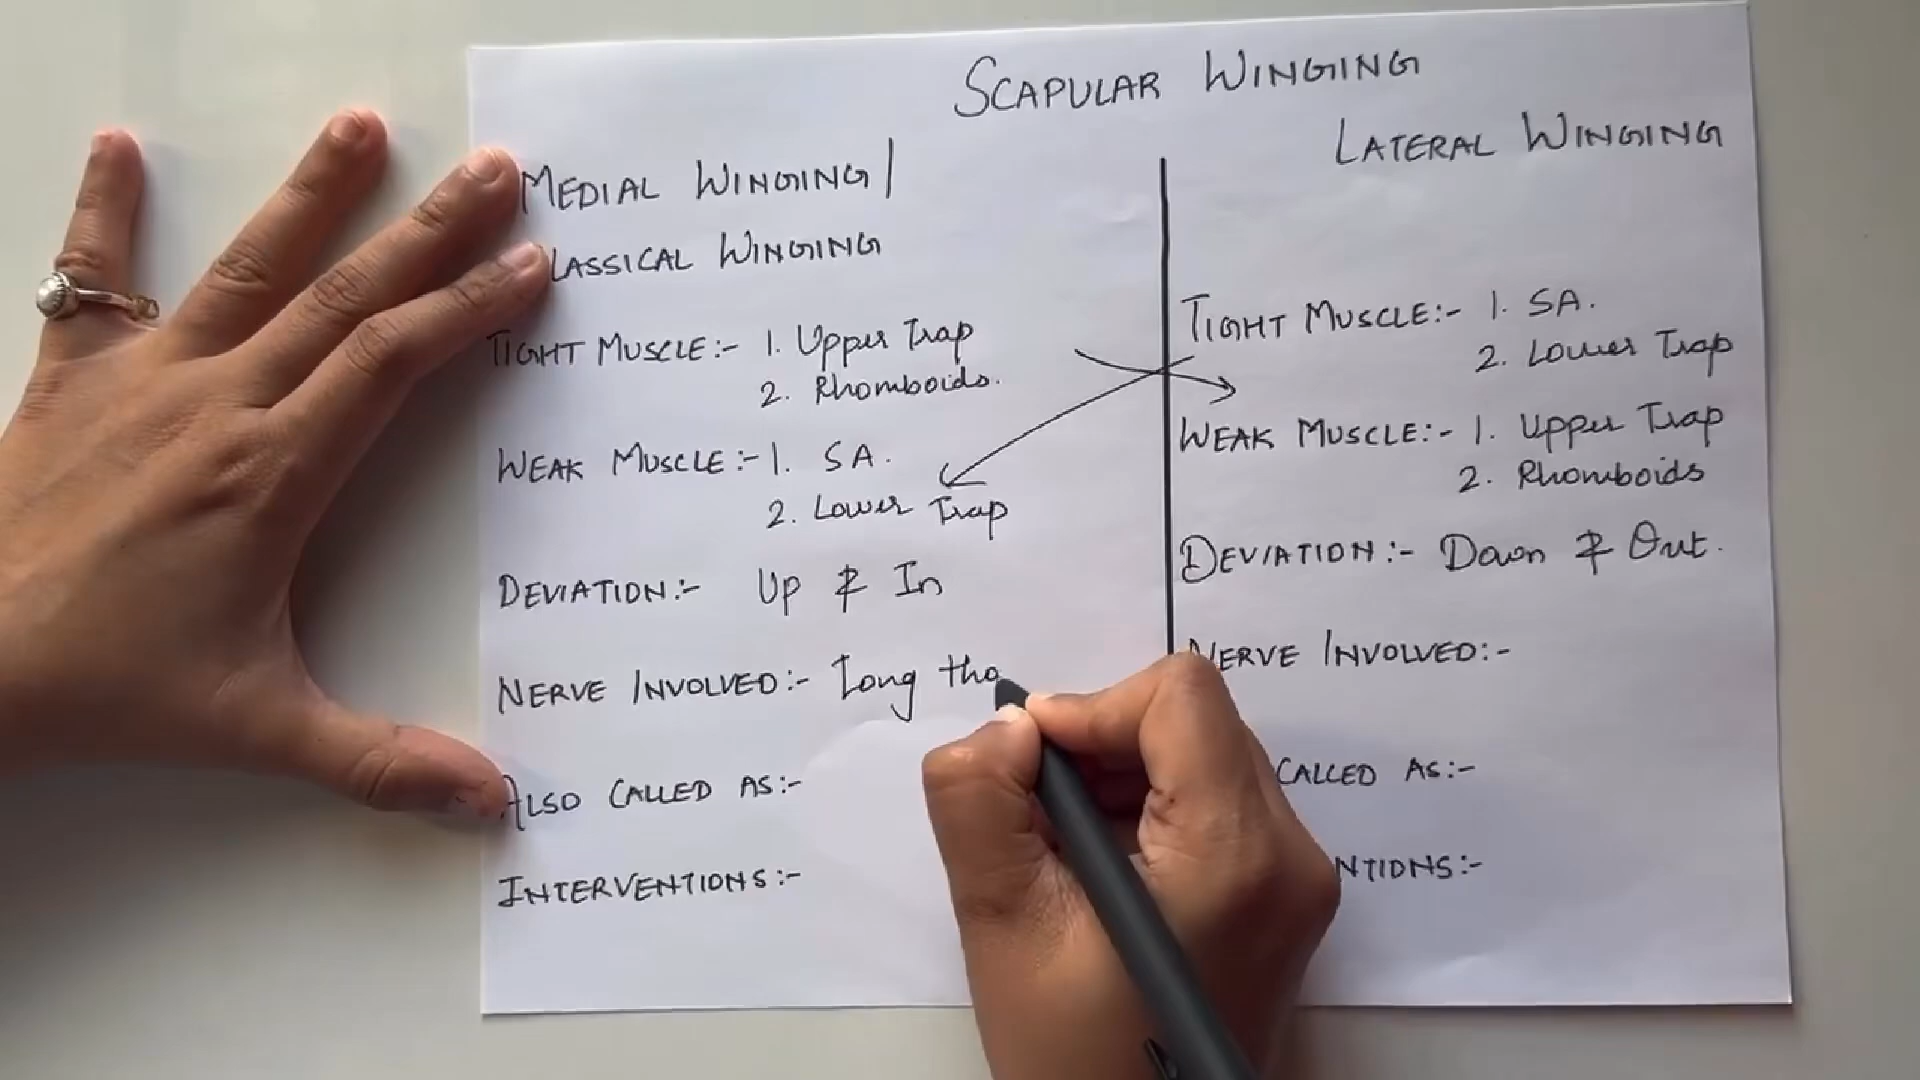 SCAPULAR WINGING
MEDIAL WINGING/
LASSICAL WINGING
TIGHT MUSCLE:- 1. Upper Trap
2. Rhomboids.
WEAK MUSCLE:- 1. SA.
2. Lower Trap
DEVIATION:- Up & In
NERVE INVOLVED:- Long tho
ALSO CALLED AS:-
INTERVENTIONS:-
LATERAL WINGING
TIGHT MUSCLE:- 1. SA.
2. Lower Trap
WEAK MUSCLE:- 1. Upper Trap
2. Rhomboids
DEVIATION:- Down & Out.
NERVE INVOLVED:-
CALLED AS:-
NTIONS:-